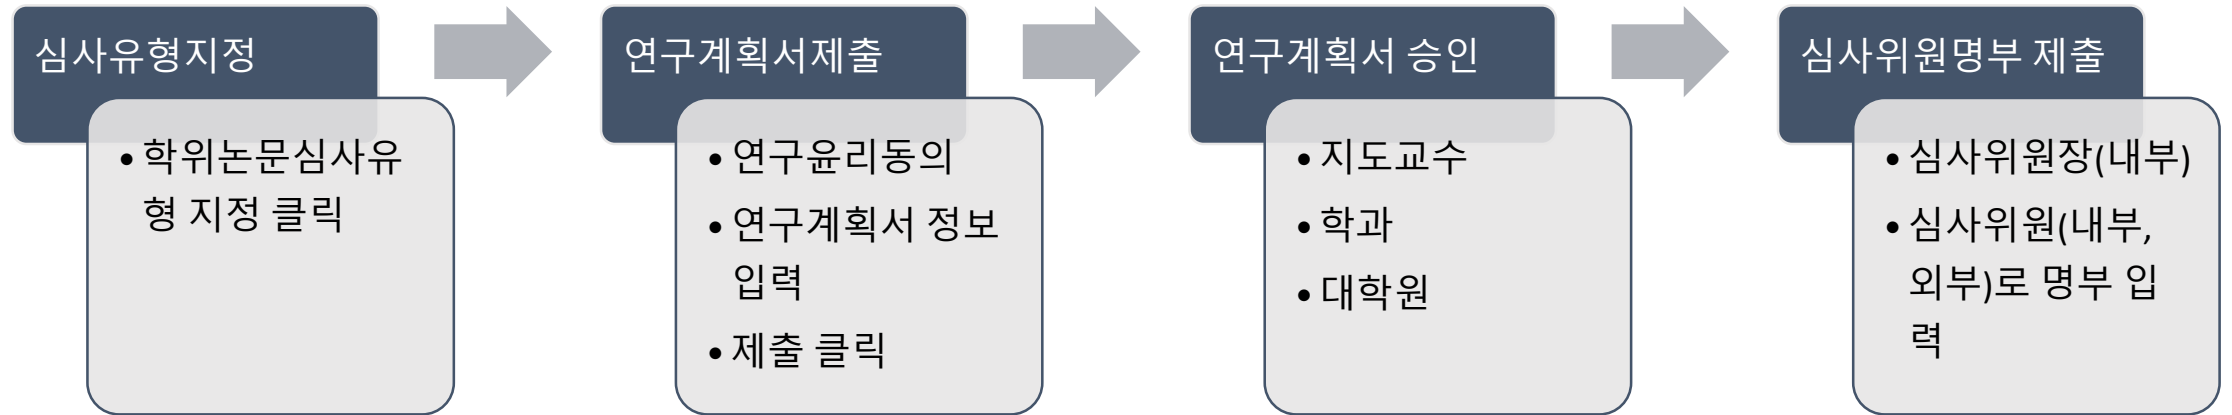 심사유형지정
• 학위논문심사유
형 지정 클릭
연구계획서제출
• 연구윤리동의
• 연구계획서 정보
입력
• 제출 클릭
연구계획서 승인
• 지도교수
• 학과
• 대학원
심사위원명부 제출
• 심사위원장(내부)
• 심사위원(내부,
외부)로 명부 입
력